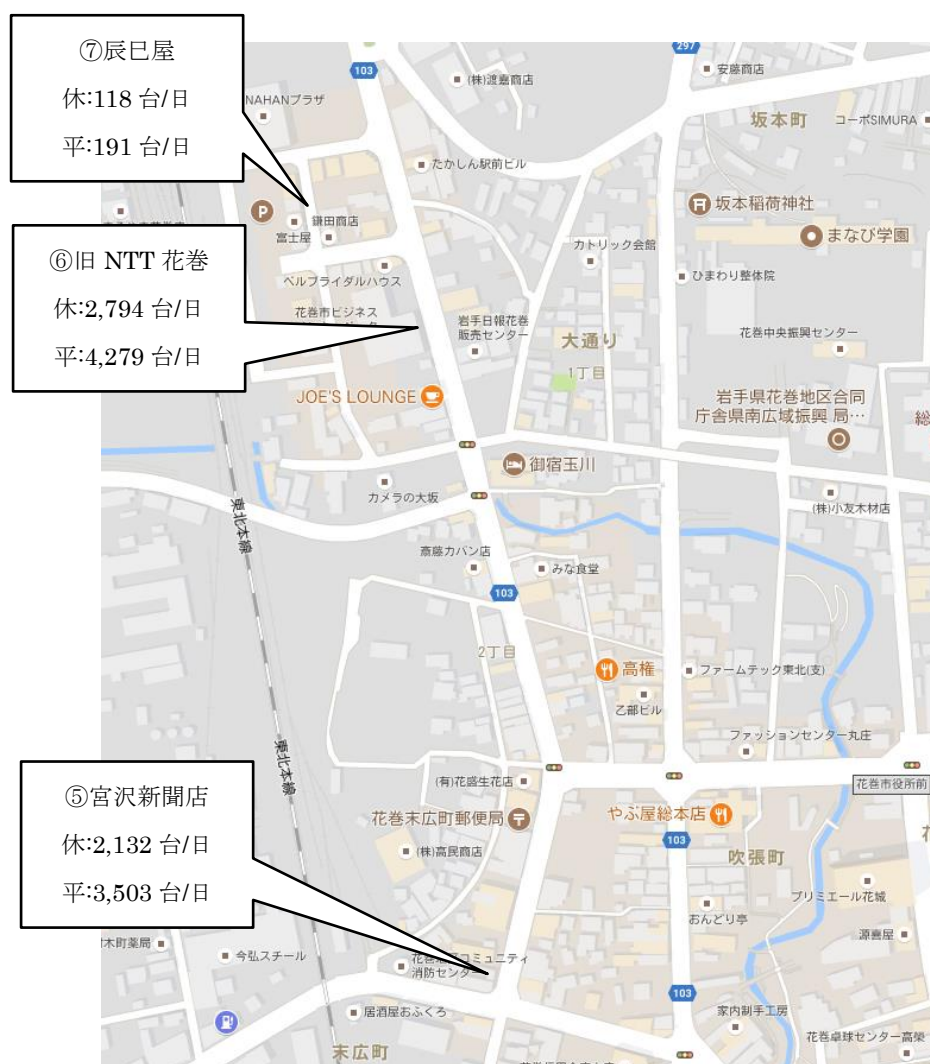 ⑦辰巳屋
休:118 台/日
平:191 台/日
⑥旧 NTT 花巻
休:2,794 台/日
平:4,279 台/日
⑤宮沢新聞店
休:2,132 台/日
平:3,503 台/日
103
297
(株)渡嘉商店
安藤商店
NAHANプラザ
坂本町
コーポSIMURA
たかしん駅前ビル
坂本稲荷神社
P
鎌田商店
富士屋
まなび学園
カトリック会館
ベルブライダルハウス
ひまわり整体院
花巻市ビジネス
岩手日報花巻
販売センター
大通り
1丁目
花巻中央振興センター
JOE'S LOUNGE
岩手県花巻地区合同
庁舎県南広域振興 局…
総
御宿玉川
カメラの大坂
(株)小友木材店
東北本線
斎藤カバン店
みな食堂
103
2丁目
高権
ファームテック東北(支)
乙部ビル
ファッションセンター丸庄
東北本線
(有)花盛生花店
花巻市役所前
花巻末広町郵便局
やぶ屋総本店
103
(株)高民商店
吹張町
プリミエール花城
おんどり亭
源喜屋
木町薬局
今弘スチール
コミュニティ
消防センター
103
居酒屋おふくろ
家内制手工房
末広町
花巻卓球センター高榮